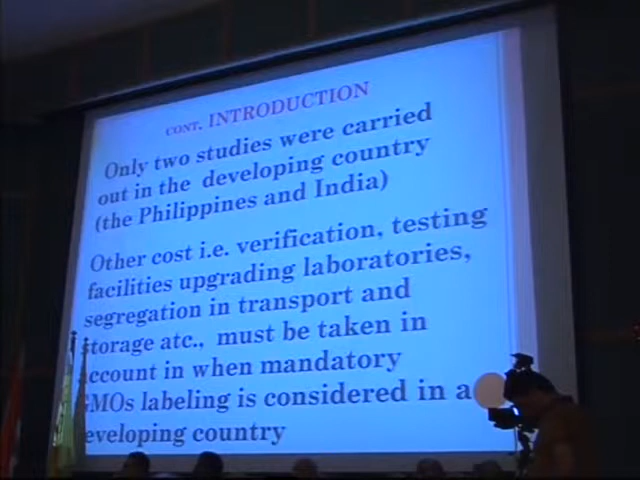 CONT. INTRODUCTION
Only two studies were carried
out in the developing country
(the Philippines and India)
Other cost i.e. verification, testing
facilities upgrading laboratories,
segregation in transport and
storage atc., must be taken in
account in when mandatory
GMOs labeling is considered in a
developing country